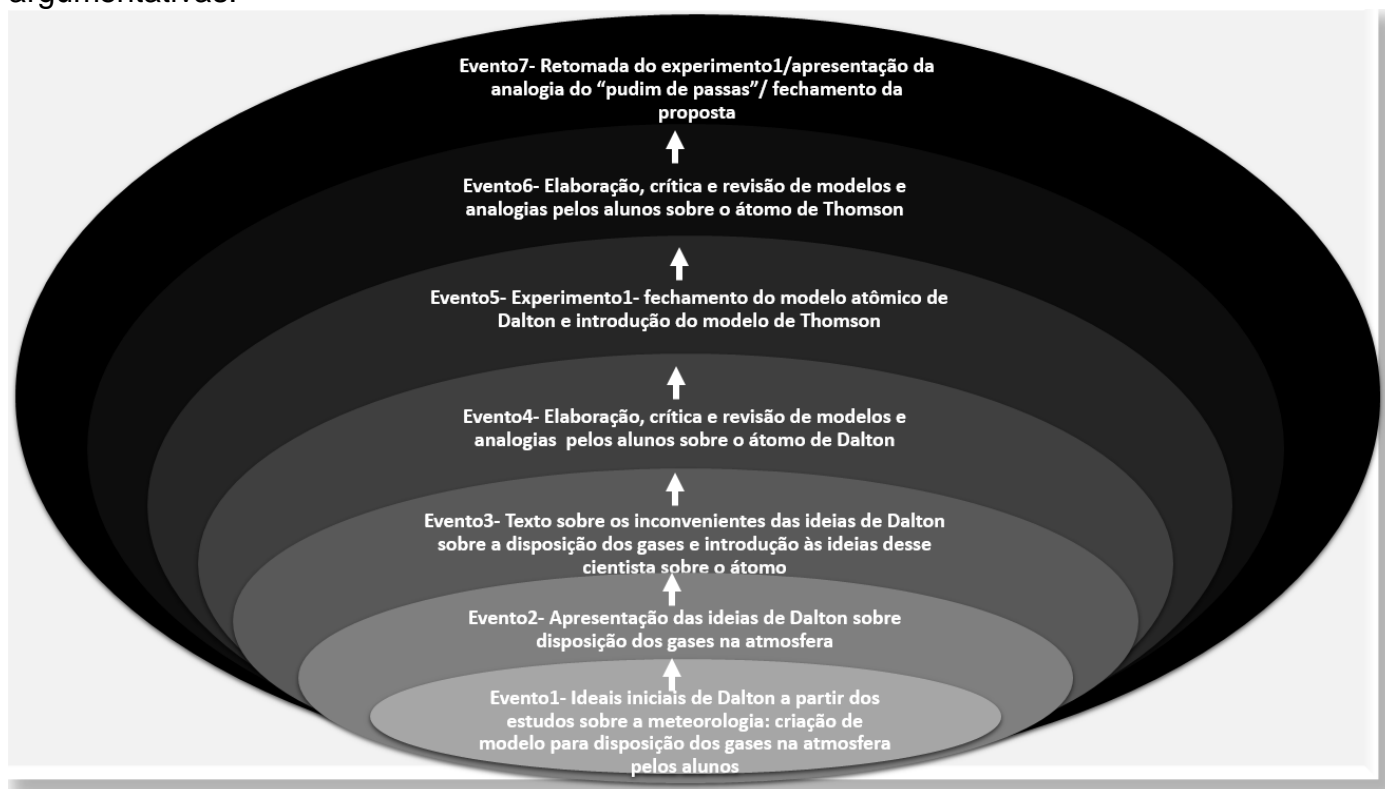 argumentativas.
Evento7- Retomada do experimento1/apresentação da
analogia do “pudim de passas”/ fechamento da
proposta
Evento6- Elaboração, crítica e revisão de modelos e
analogias pelos alunos sobre o átomo de Thomson
Evento5- Experimento1- fechamento do modelo atômico de
Dalton e introdução do modelo de Thomson
Evento4- Elaboração, crítica e revisão de modelos e
analogias pelos alunos sobre o átomo de Dalton
Evento3- Texto sobre os inconvenientes das ideias de Dalton
sobre a disposição dos gases e introdução às ideias desse
cientista sobre o átomo
Evento2- Apresentação das ideias de Dalton sobre
disposição dos gases na atmosfera
Evento1- Ideais iniciais de Dalton a partir dos
estudos sobre a meteorologia: criação de
modelo para disposição dos gases na atmosfera
pelos alunos